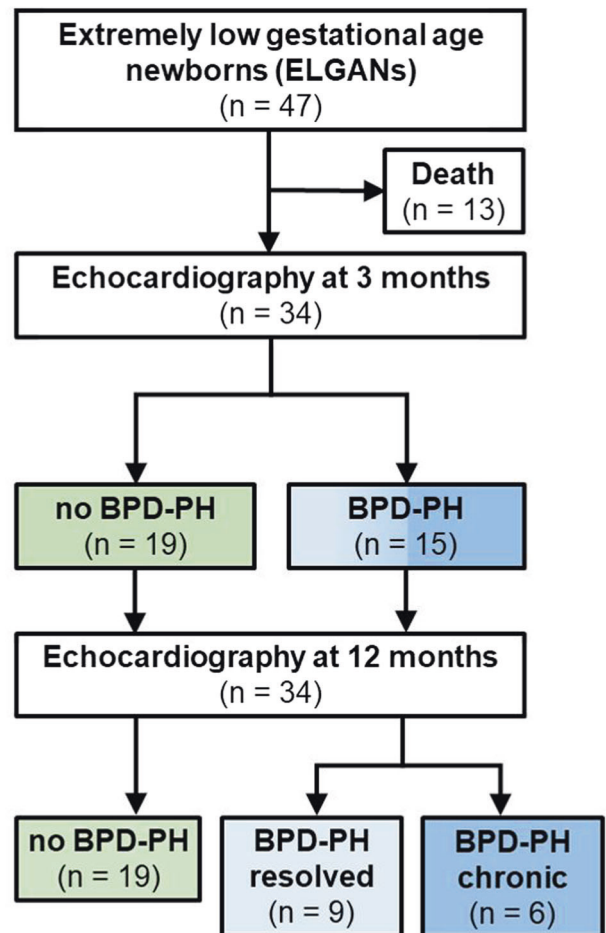 Extremely low gestational age
newborns (ELGANs)
(n = 47)
Death
(n = 13)
Echocardiography at 3 months
(n = 34)
no BPD-PH
(n = 19)
BPD-PH
(n = 15)
Echocardiography at 12 months
(n = 34)
no BPD-PH
(n = 19)
BPD-PH
resolved
(n = 9)
BPD-PH
chronic
(n = 6)